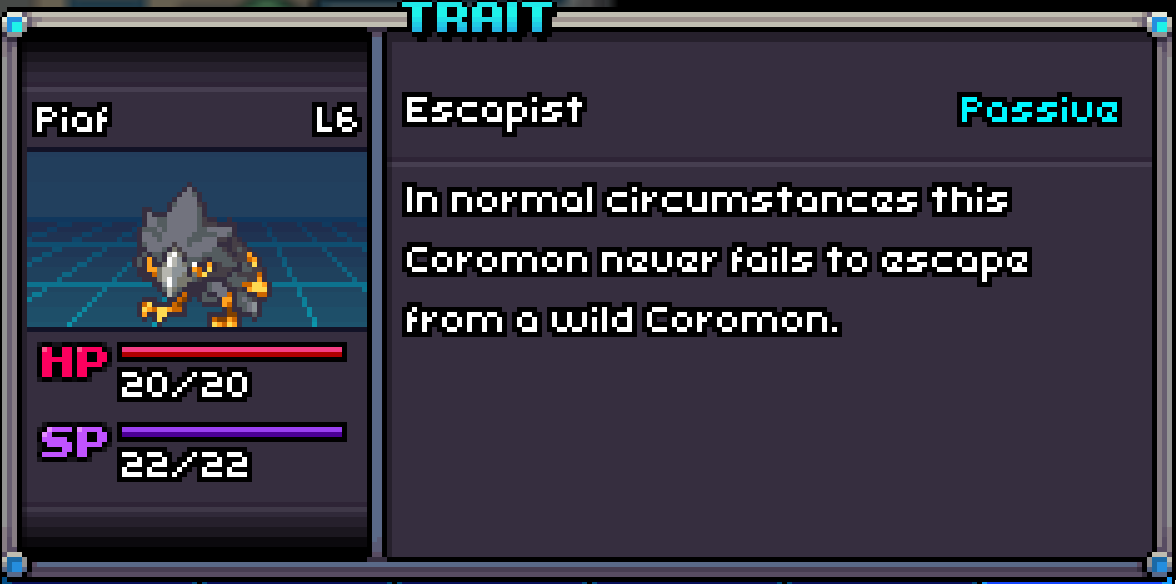 TRAIT
Piaf L6
Escapist Passive
In normal circumstances this
Coromon never fails to escape
from a wild Coromon.
HP
20/20
SP
22/22